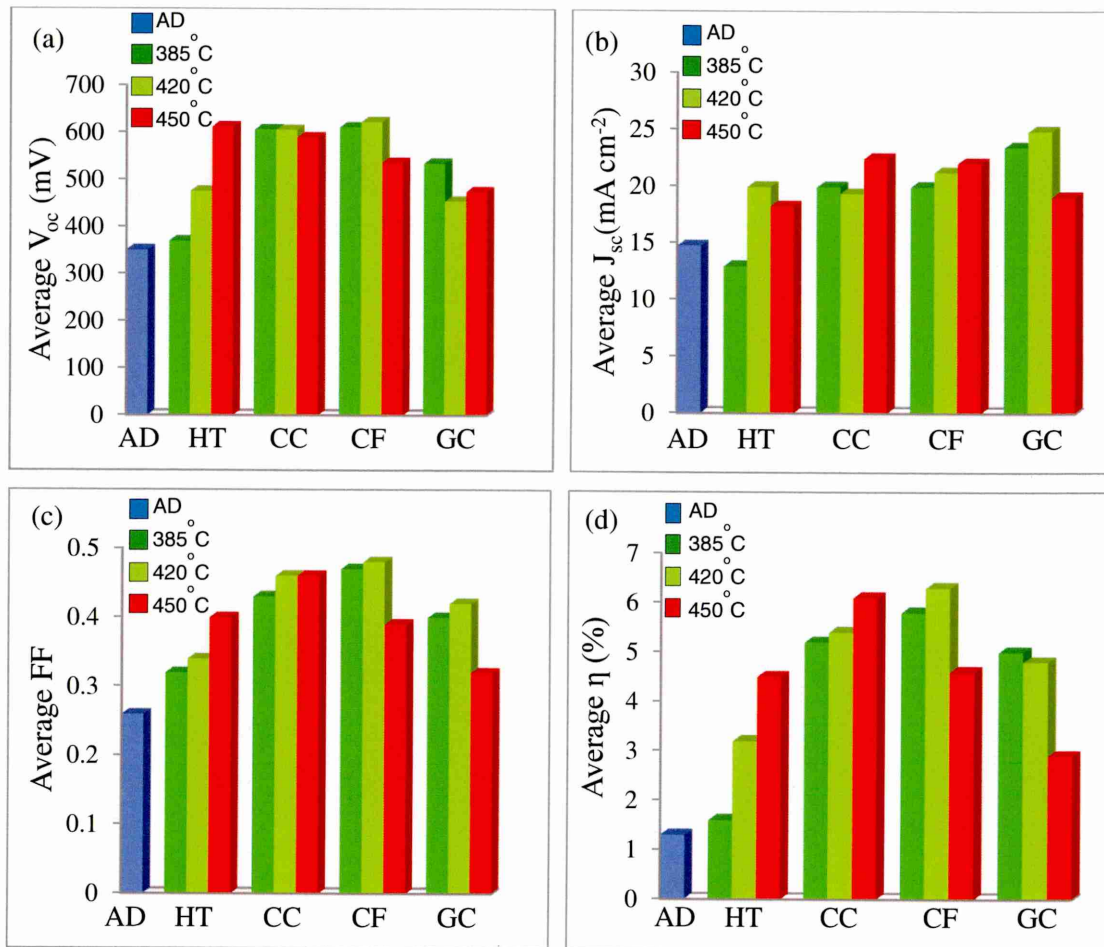 (a)
AD
385°C
420°C
450°C
Average Voc (mV)
700
600
500
400
300
200
100
0
AD HT CC CF GC
(b)
AD
385°C
420°C
450°C
Average Jsc(mA cm-2)
30
25
20
15
10
5
0
AD HT CC CF GC
(c)
AD
385°C
420°C
450°C
Average FF
0.5
0.4
0.3
0.2
0.1
0
AD HT CC CF GC
(d)
AD
385°C
420°C
450°C
Average η (%)
7
6
5
4
3
2
1
0
AD HT CC CF GC